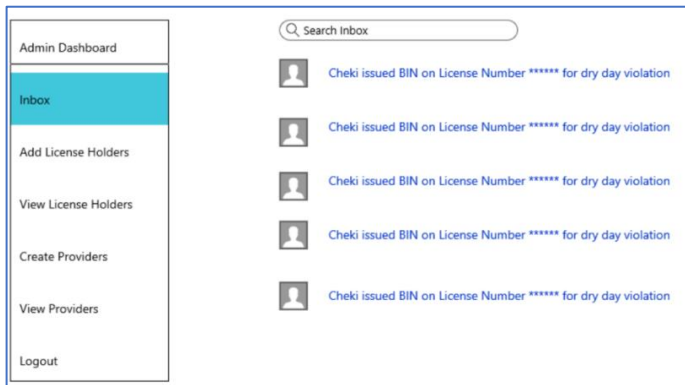 Admin Dashboard
Inbox
Add License Holders
View License Holders
Create Providers
View Providers
Logout
Search Inbox
Cheki issued BIN on License Number ****** for dry day violation
Cheki issued BIN on License Number ****** for dry day violation
Cheki issued BIN on License Number ****** for dry day violation
Cheki issued BIN on License Number ****** for dry day violation
Cheki issued BIN on License Number ****** for dry day violation